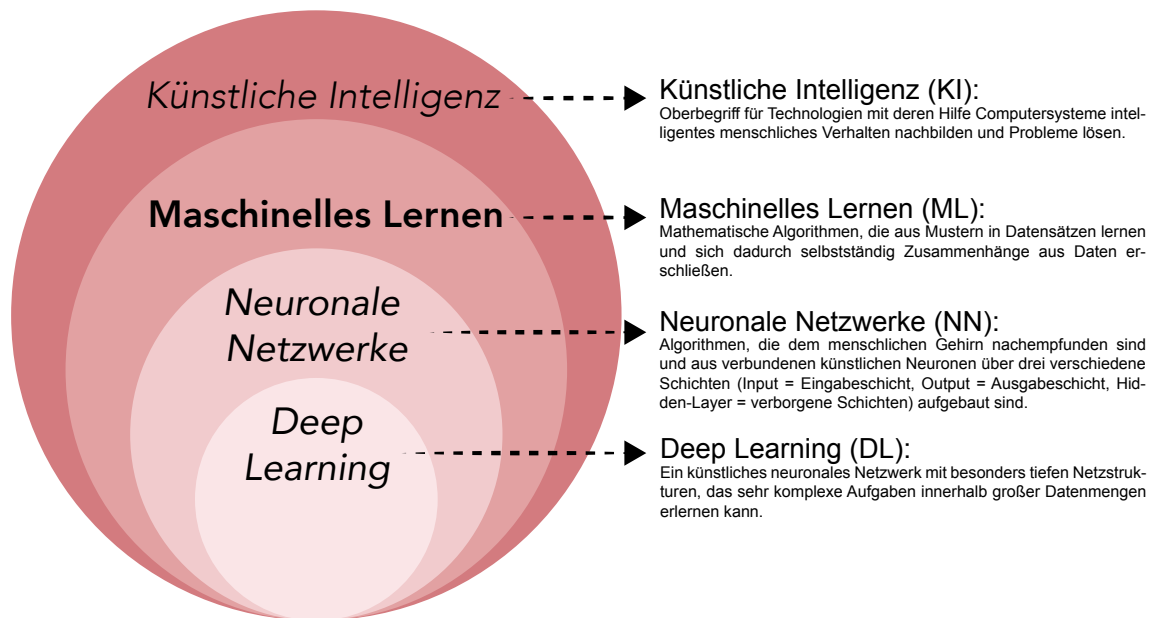 Künstliche Intelligenz
Maschinelles Lernen
Neuronale
Netzwerke
Deep
Learning
Künstliche Intelligenz (KI):
Oberbegriff für Technologien mit deren Hilfe Computersysteme intel-
ligentes menschliches Verhalten nachbilden und Probleme lösen.
Maschinelles Lernen (ML):
Mathematische Algorithmen, die aus Mustern in Datensätzen lernen
und sich dadurch selbstständig Zusammenhänge aus Daten er-
schließen.
Neuronale Netzwerke (NN):
Algorithmen, die dem menschlichen Gehirn nachempfunden sind
und aus verbundenen künstlichen Neuronen über drei verschiedene
Schichten (Input = Eingabeschicht, Output = Ausgabeschicht, Hid-
den-Layer = verborgene Schichten) aufgebaut sind.
Deep Learning (DL):
Ein künstliches neuronales Netzwerk mit besonders tiefen Netzstruk-
turen, das sehr komplexe Aufgaben innerhalb großer Datenmengen
erlernen kann.